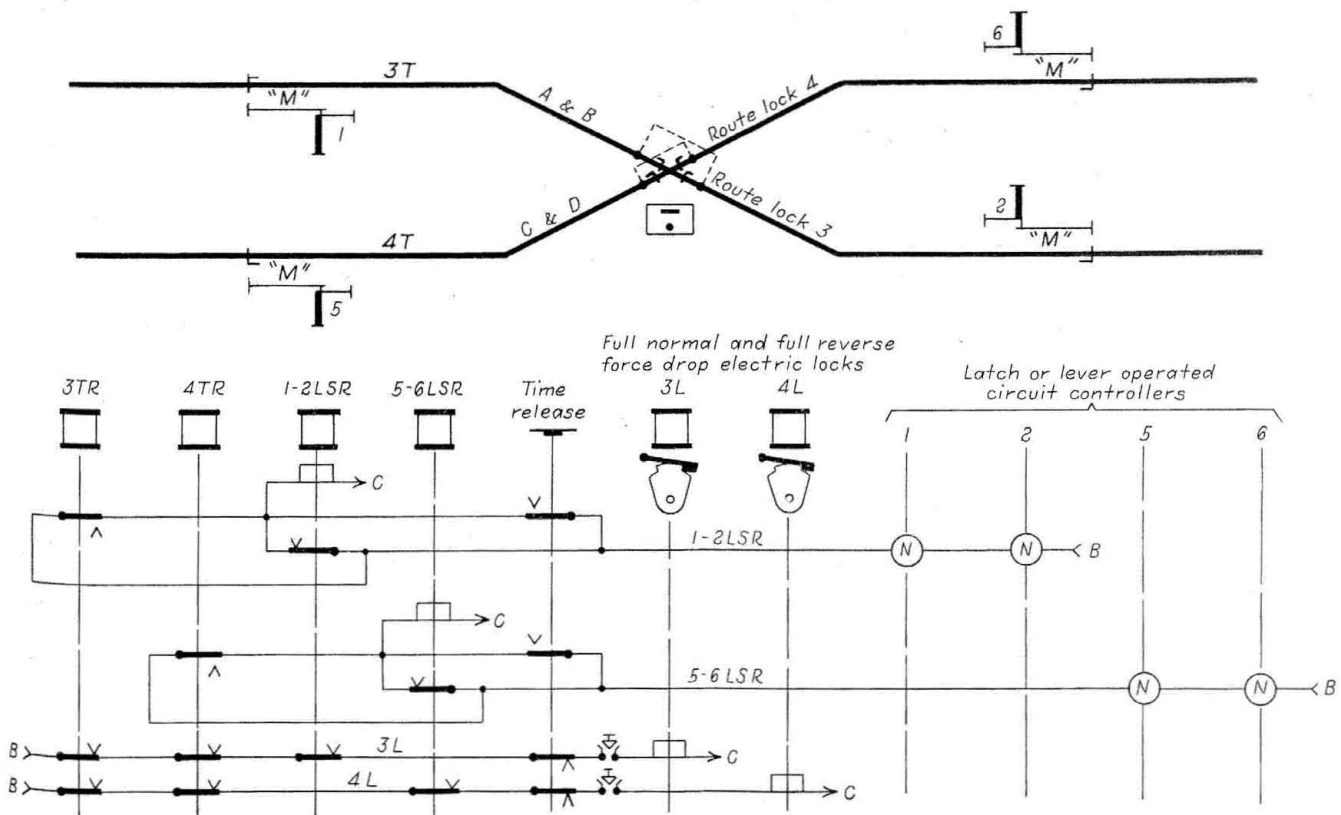 6
3T
"M"
"M"
1
A & B
Route lock 4
Route lock 3
C & D
2
4T
"M"
"M"
5
Full normal and full reverse
force drop electric locks
3TR 4TR 1-2LSR 5-6LSR Time
release
3L 4L
Latch or lever operated
circuit controllers
1 2 5 6
C
1-2LSR N N B
C
5-6LSR N N B
B 3L C
B 4L C